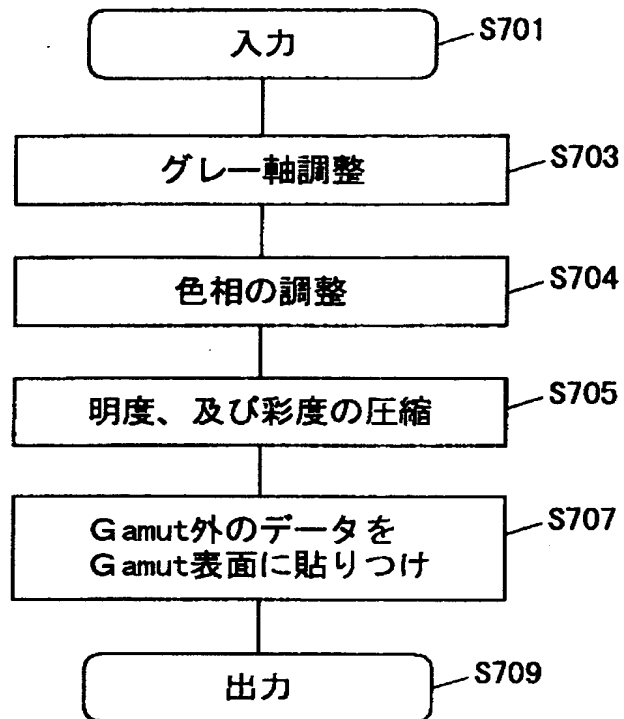 入力
S701
グレー軸調整
S703
色相の調整
S704
明度、及び彩度の圧縮
S705
Gamut外のデータを
Gamut表面に貼りつけ
S707
出力
S709